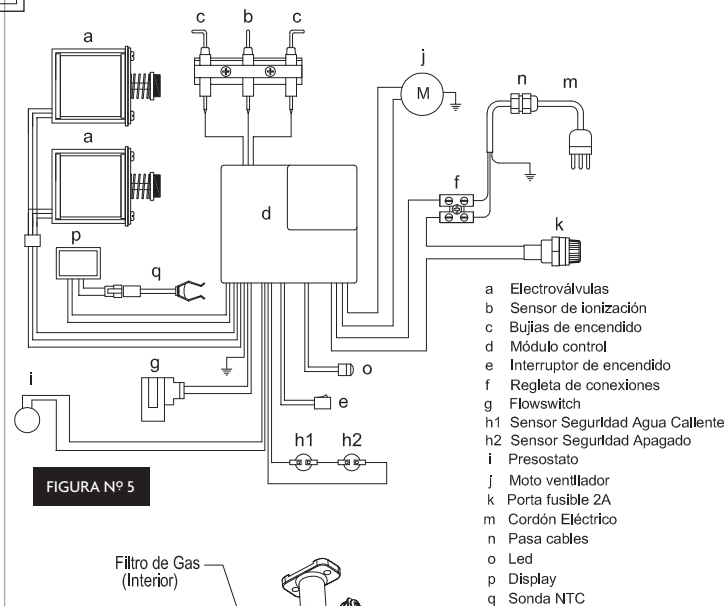 c b c
a
j
n m
M
a
f
d
k
p
q
g
o
i
e
h1 h2
FIGURA Nº 5
a Electroválvulas
b Sensor de ionización
c Bujias de encendido
d Módulo control
e Interruptor de encendido
f Regleta de conexiones
g Flowswitch
h1 Sensor Seguridad Agua Caliente
h2 Sensor Seguridad Apagado
i Presostato
j Moto ventilador
k Porta fusible 2A
m Cordón Eléctrico
n Pasa cables
o Led
p Display
q Sonda NTC
Filtro de Gas
(Interior)